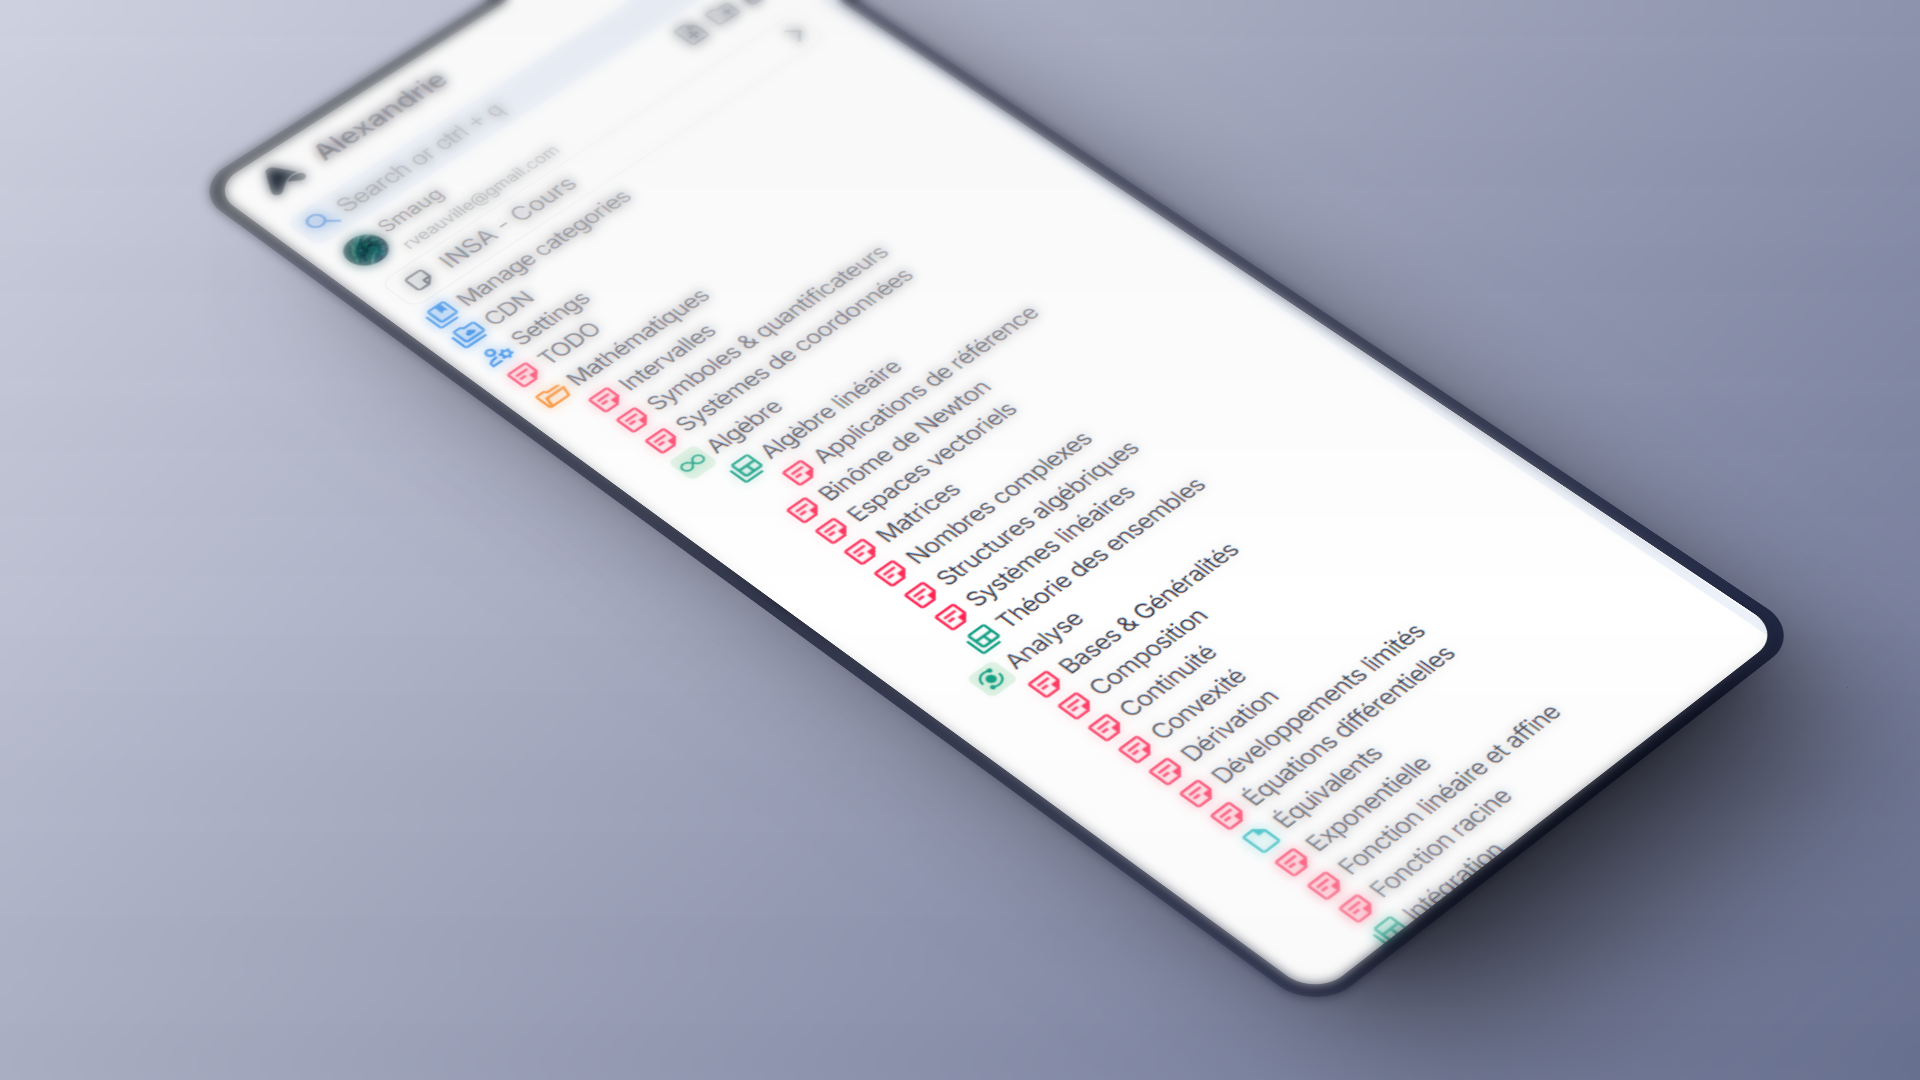 Alexandrie
Search or ctrl + q
Smaug
rveauville@gmail.com
INSA - Cours
Manage categories
CDN
Settings
TODO
Mathématiques
Intervalles
Symboles & quantificateurs
Systèmes de coordonnées
Algèbre
Algèbre linéaire
Applications de référence
Binôme de Newton
Espaces vectoriels
Matrices
Nombres complexes
Structures algébriques
Systèmes linéaires
Théorie des ensembles
Analyse
Bases & Généralités
Composition
Continuité
Convexité
Dérivation
Développements limités
Équations différentielles
Équivalents
Exponentielle
Fonction linéaire et affine
Fonction racine
Intégration